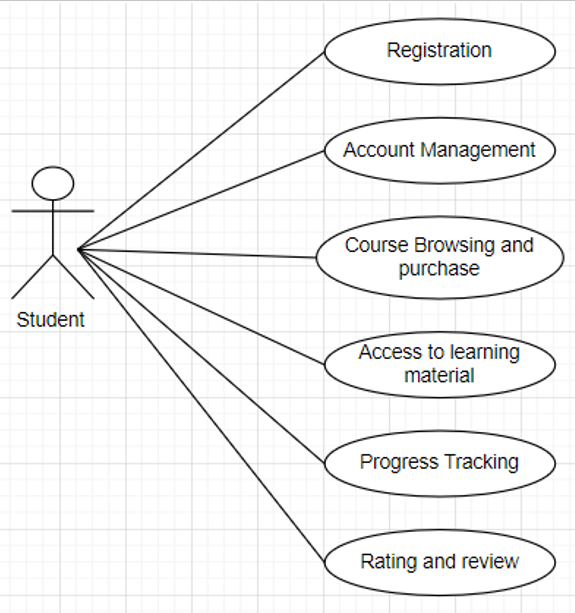 Registration
Account Management
Course Browsing and
purchase
Student
Access to learning
material
Progress Tracking
Rating and review